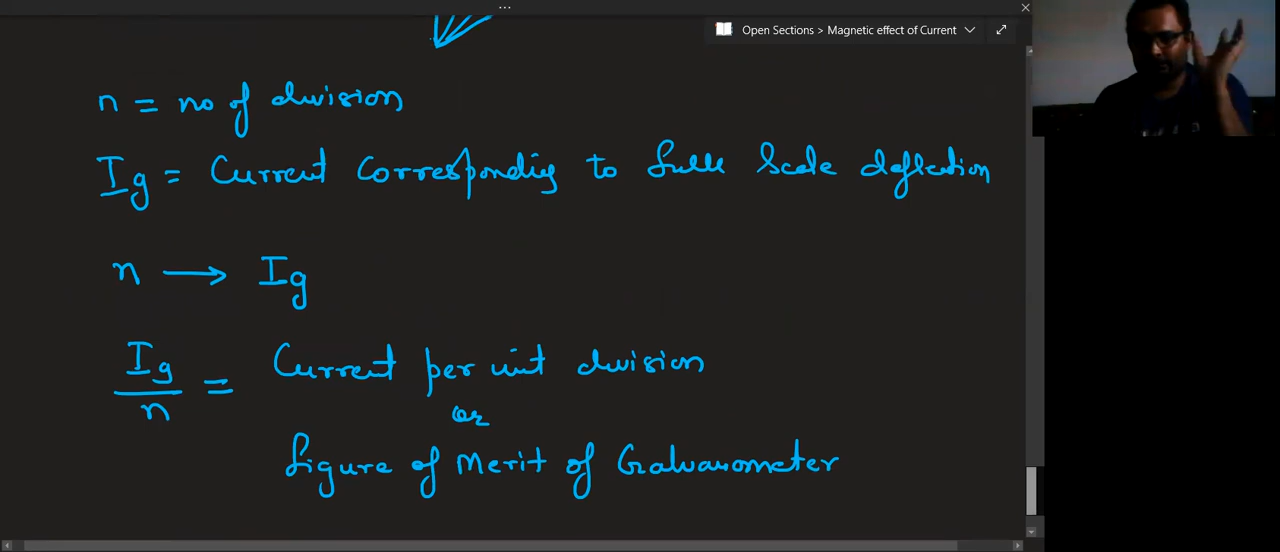 Open Sections > Magnetic effect of Current
n = no of division
Ig = Current Corresponding to full Scale deflection
n → Ig
Ig/n = Current per unit division
or
figure of Merit of Galvanometer